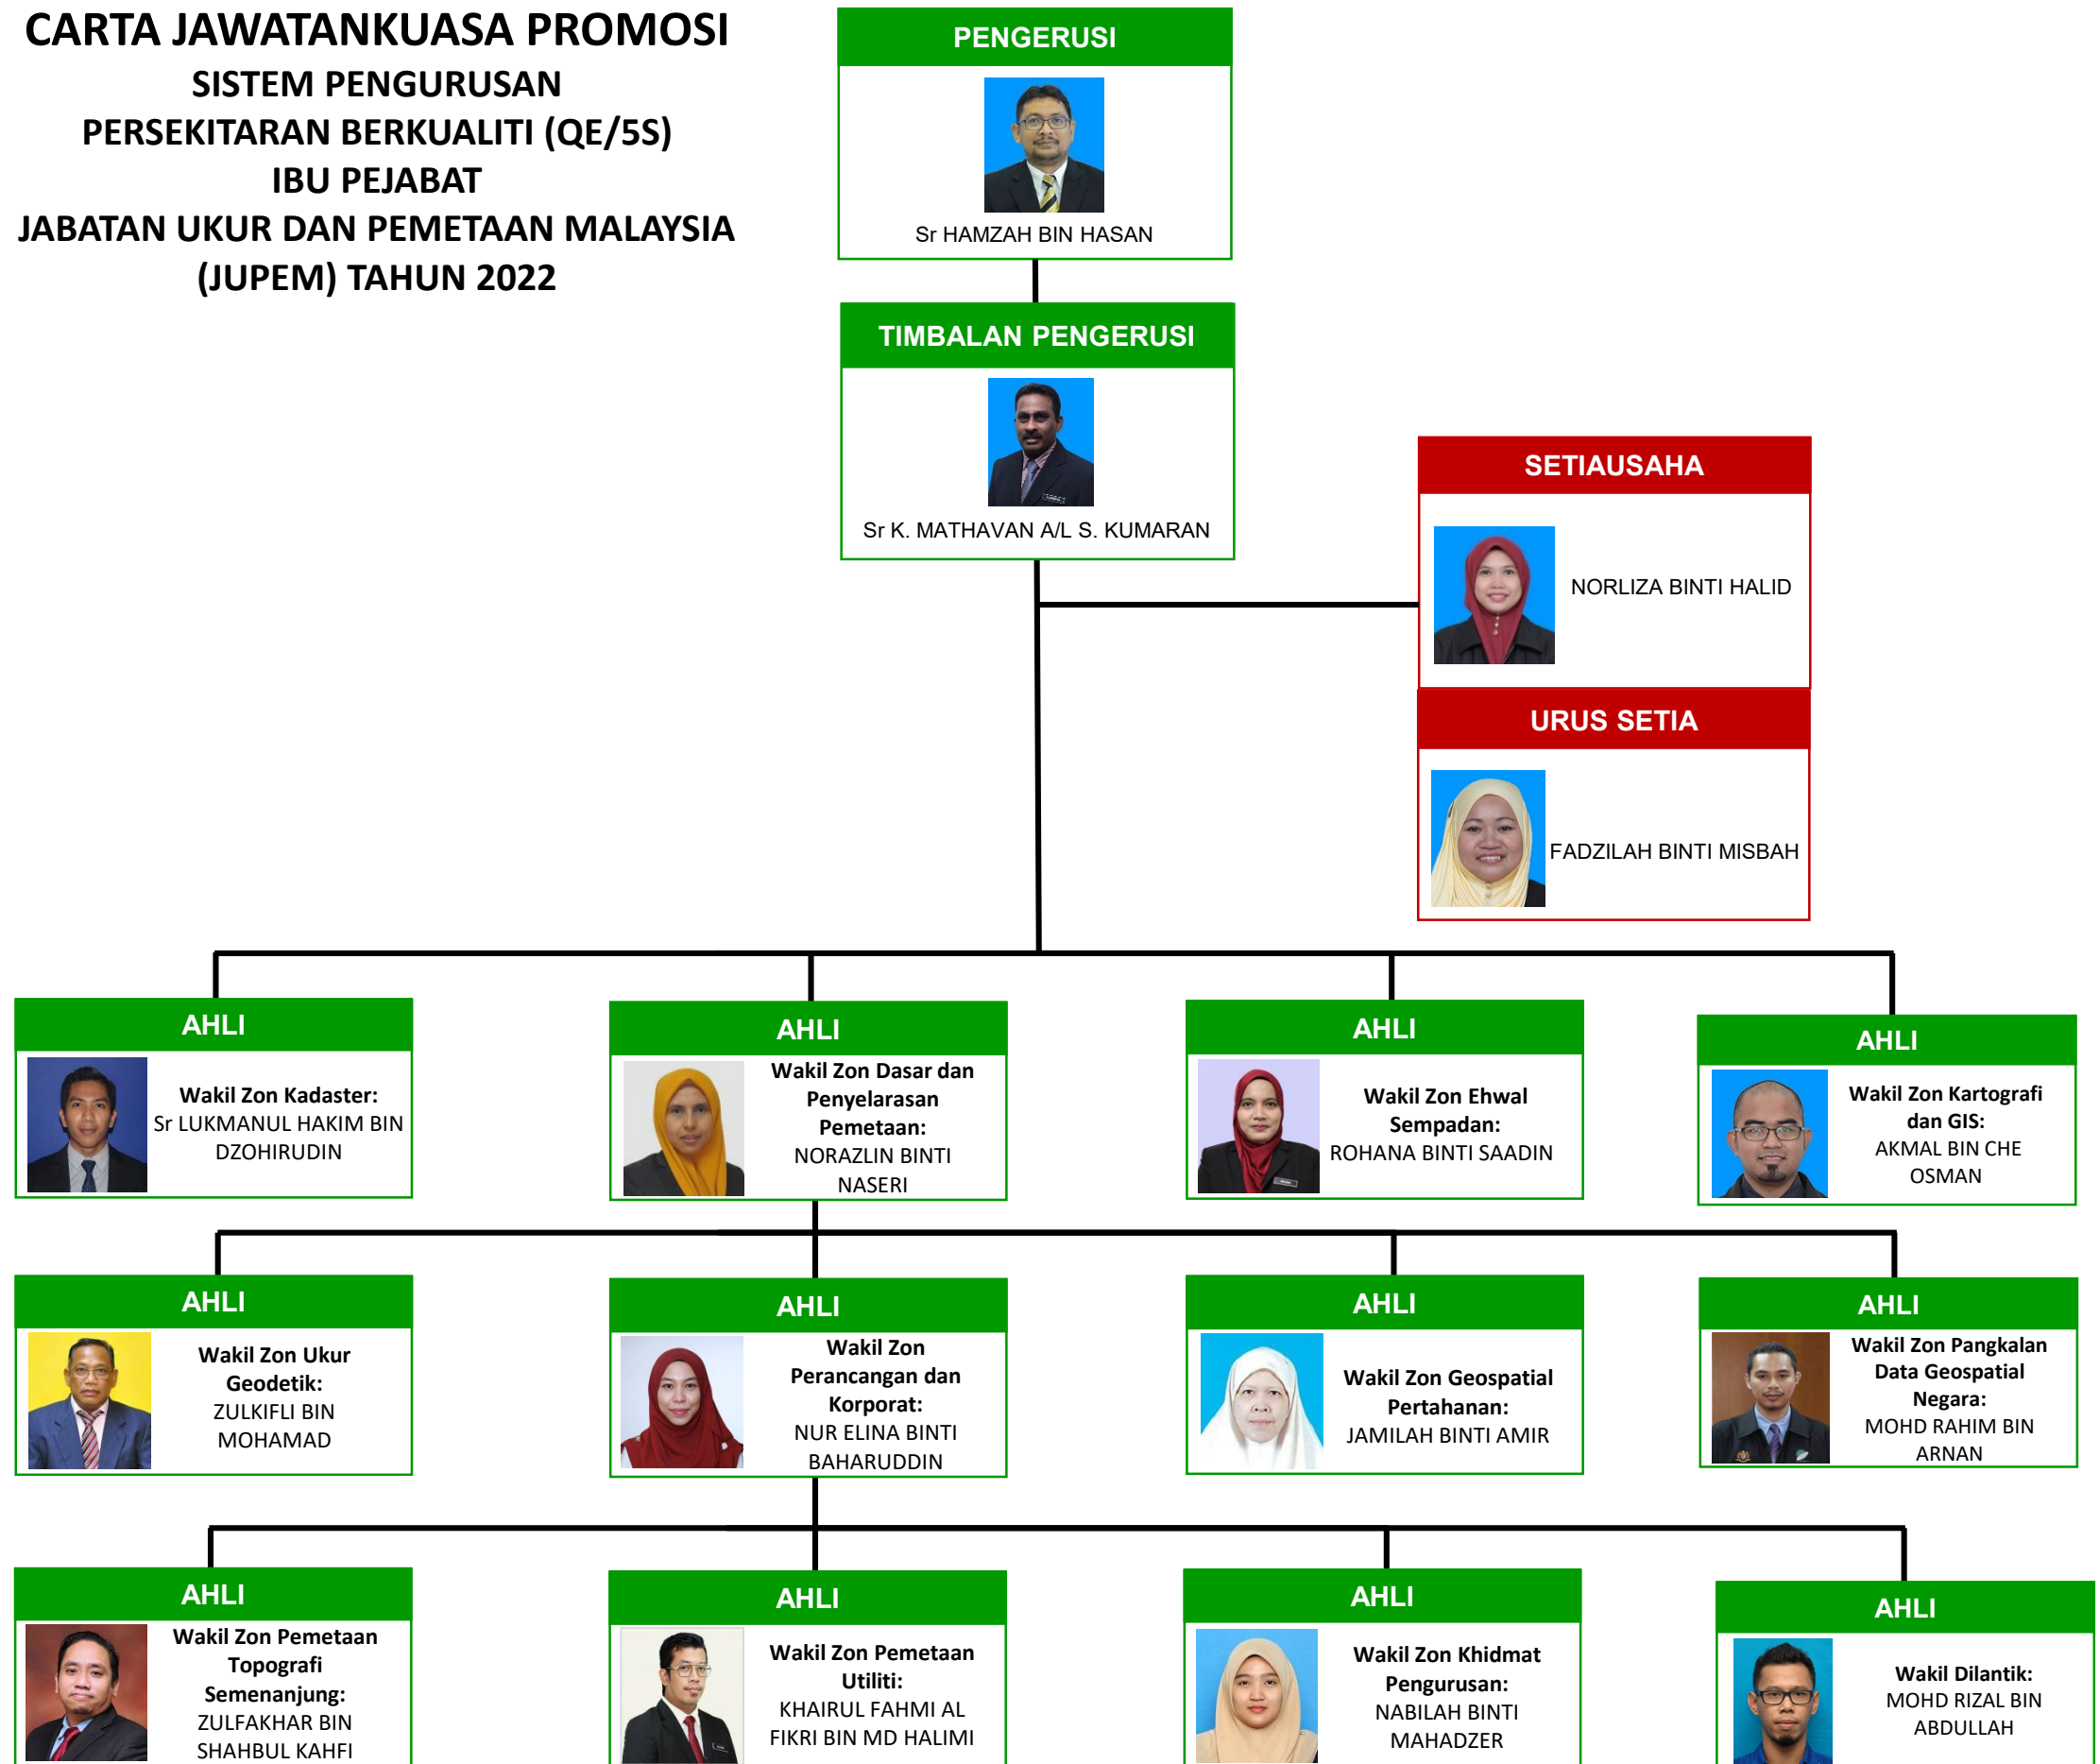 CARTA JAWATANKUASA PROMOSI
SISTEM PENGURUSAN
PERSEKITARAN BERKUALITI (QE/5S)
IBU PEJABAT
JABATAN UKUR DAN PEMETAAN MALAYSIA
(JUPEM) TAHUN 2022
PENGERUSI
Sr HAMZAH BIN HASAN
TIMBALAN PENGERUSI
Sr K. MATHAVAN A/L S. KUMARAN
SETIAUSAHA
NORLIZA BINTI HALID
URUS SETIA
FADZILAH BINTI MISBAH
AHLI
Wakil Zon Kadaster:
Sr LUKMANUL HAKIM BIN
DZOHIRUDIN
AHLI
Wakil Zon Dasar dan
Penyelarasan
Pemetaan:
NORAZLIN BINTI
NASERI
AHLI
Wakil Zon Ehwal
Sempadan:
ROHANA BINTI SAADIN
AHLI
Wakil Zon Kartografi
dan GIS:
AKMAL BIN CHE
OSMAN
AHLI
Wakil Zon Ukur
Geodetik:
ZULKIFLI BIN
MOHAMAD
AHLI
Wakil Zon
Perancangan dan
Korporat:
NUR ELINA BINTI
BAHARUDDIN
AHLI
Wakil Zon Geospatial
Pertahanan:
JAMILAH BINTI AMIR
AHLI
Wakil Zon Pangkalan
Data Geospatial
Negara:
MOHD RAHIM BIN
ARNAN
AHLI
Wakil Zon Pemetaan
Topografi
Semenanjung:
ZULFAKHAR BIN
SHAHBUL KAHFI
AHLI
Wakil Zon Pemetaan
Utiliti:
KHAIRUL FAHMI AL
FIKRI BIN MD HALIMI
AHLI
Wakil Zon Khidmat
Pengurusan:
NABILAH BINTI
MAHADZER
AHLI
Wakil Dilantik:
MOHD RIZAL BIN
ABDULLAH